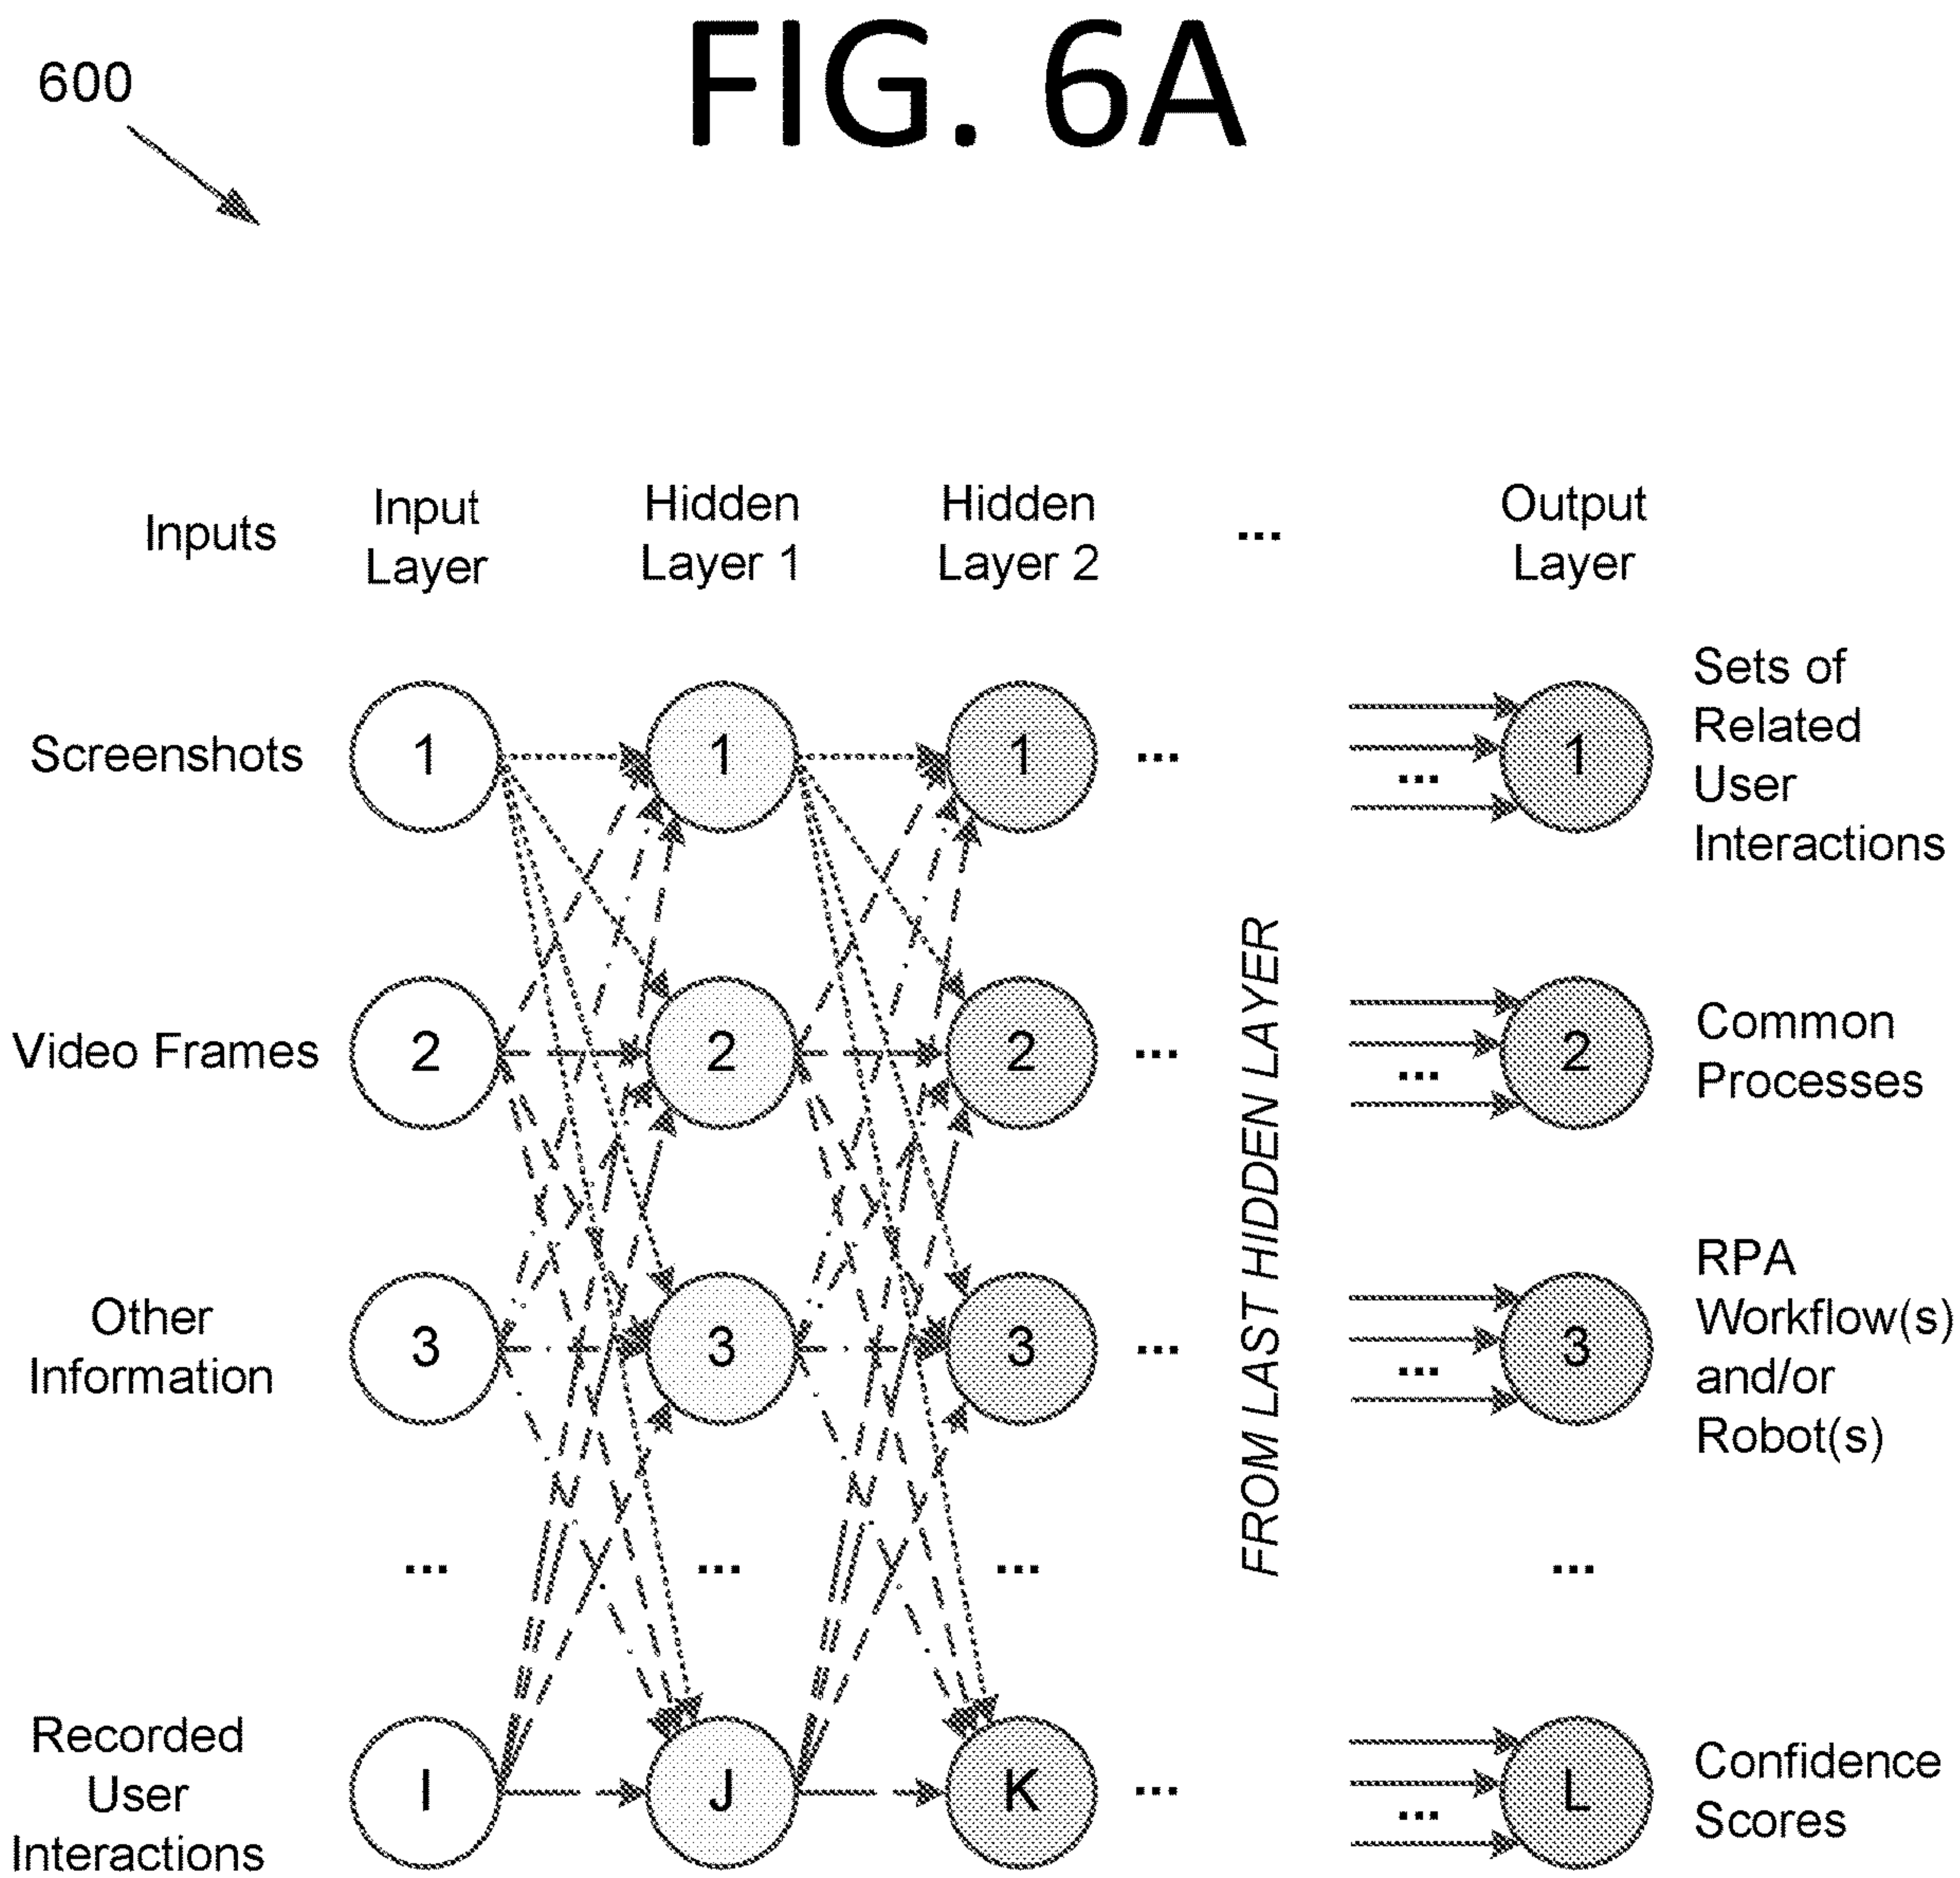 FIG. 6A
600
Inputs
Input
Layer
Hidden
Layer 1
Hidden
Layer 2
...
Output
Layer
Screenshots
1
1
1
...
...
1
Sets of
Related
User
Interactions
Video Frames
2
2
2
...
...
2
Common
Processes
FROM LAST HIDDEN LAYER
Other
Information
3
3
3
...
...
3
RPA
Workflow(s)
and/or
Robot(s)
...
...
...
...
Recorded
User
Interactions
I
J
K
...
...
L
Confidence
Scores